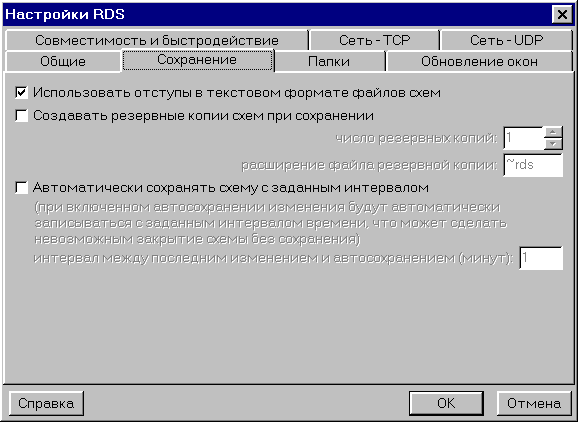 Настройки RDS
Совместимость и быстродействие
Сеть - TCP
Сеть - UDP
Общие
Сохранение
Папки
Обновление окон
Использовать отступы в текстовом формате файлов схем
Создавать резервные копии схем при сохранении
число резервных копий: 1
расширение файла резервной копии: ~rds
Автоматически сохранять схему с заданным интервалом
(при включенном автосохранении изменения будут автоматически
записываться с заданным интервалом времени, что может сделать
невозможным закрытие схемы без сохранения)
интервал между последним изменением и автосохранением (минут): 1
Справка
OK
Отмена